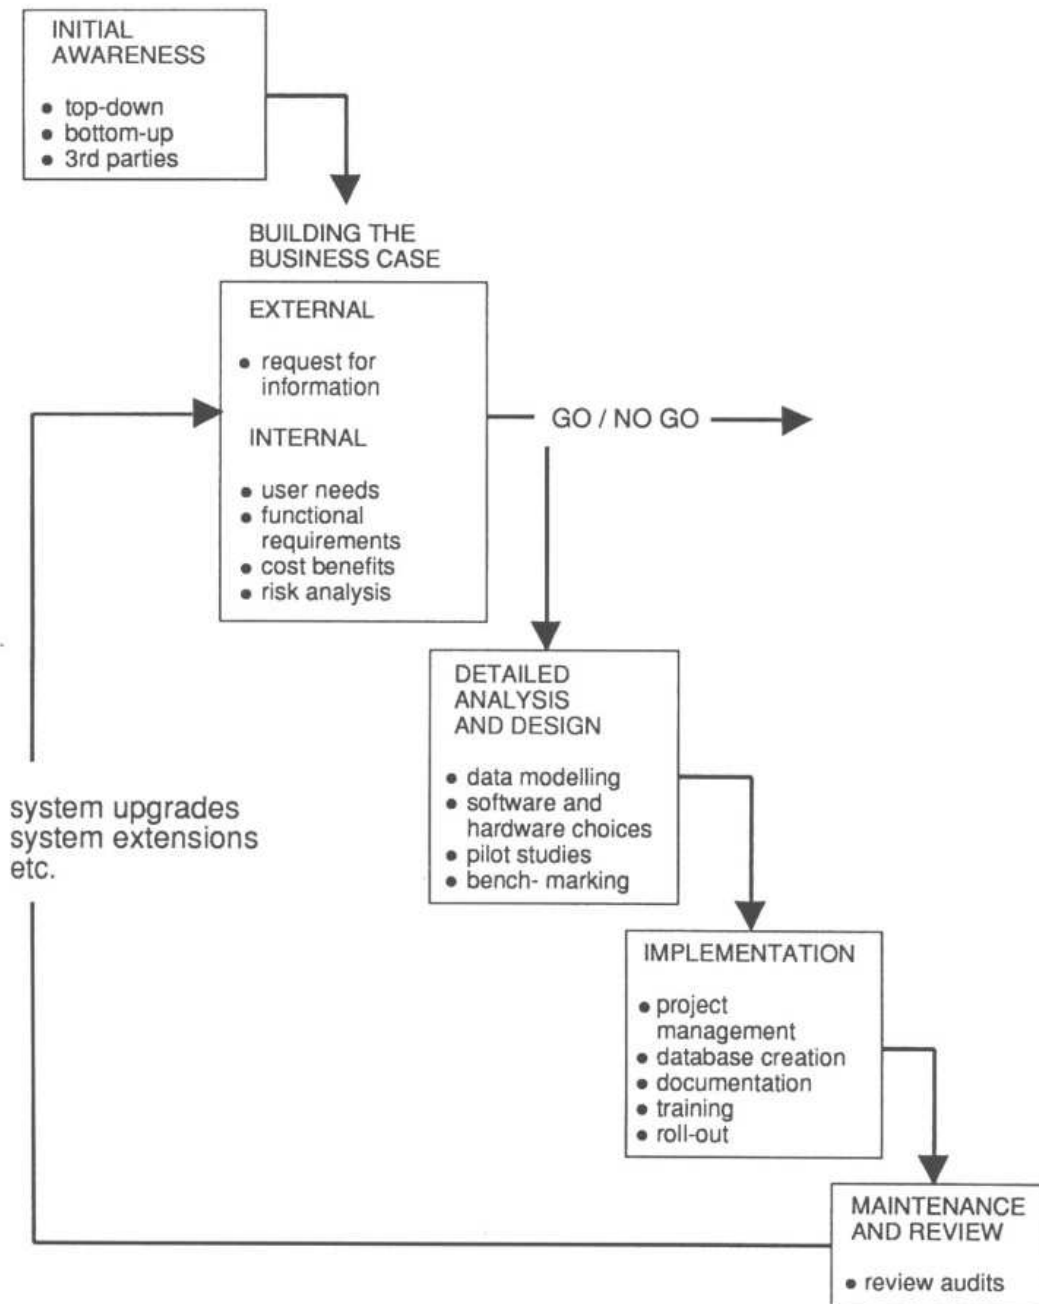 INITIAL
AWARENESS
● top-down
● bottom-up
● 3rd parties
BUILDING THE
BUSINESS CASE
EXTERNAL
● request for
information
INTERNAL
● user needs
● functional
requirements
● cost benefits
● risk analysis
GO / NO GO
DETAILED
ANALYSIS
AND DESIGN
● data modelling
● software and
hardware choices
● pilot studies
● bench- marking
system upgrades
system extensions
etc.
IMPLEMENTATION
● project
management
● database creation
● documentation
● training
● roll-out
MAINTENANCE
AND REVIEW
● review audits